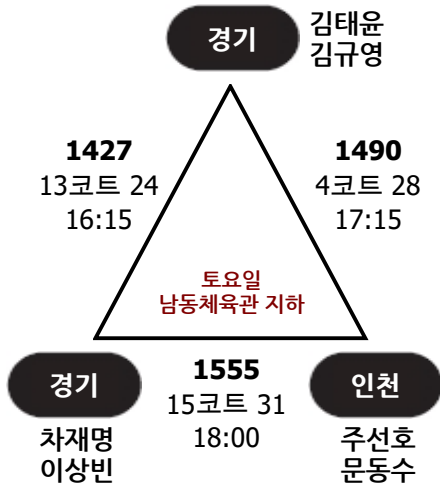 경기
김태윤
김규영
1427
13코트 24
16:15
1490
4코트 28
17:15
토요일
남동체육관 지하
경기
차재명
이상빈
1555
15코트 31
18:00
인천
주선호
문동수